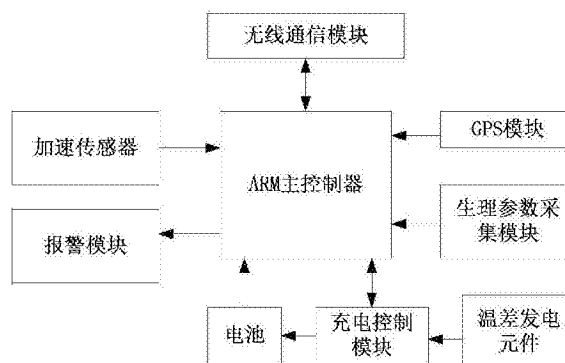 无线通信模块
加速传感器
GPS模块
ARM主控制器
报警模块
生理参数采
集模块
电池
充电控制
模块
温差发电
元件